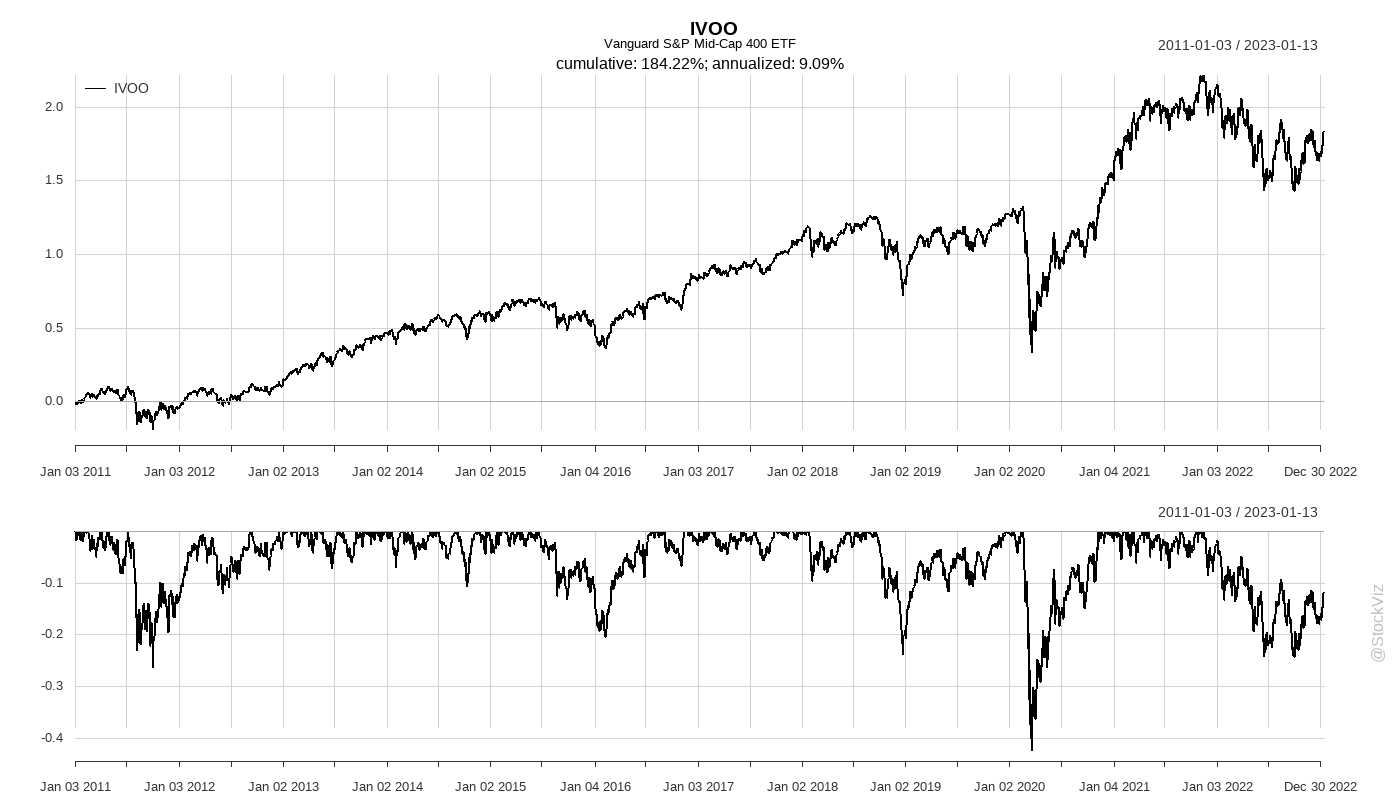 IVOO
Vanguard S&P Mid-Cap 400 ETF
cumulative: 184.22%; annualized: 9.09%
2011-01-03 / 2023-01-13
IVOO
2.0
1.5
1.0
0.5
0.0
Jan 03 2011 Jan 03 2012 Jan 02 2013 Jan 02 2014 Jan 02 2015 Jan 04 2016 Jan 03 2017 Jan 02 2018 Jan 02 2019 Jan 02 2020 Jan 04 2021 Jan 03 2022 Dec 30 2022
2011-01-03 / 2023-01-13
-0.1
-0.2
-0.3
-0.4
Jan 03 2011 Jan 03 2012 Jan 02 2013 Jan 02 2014 Jan 02 2015 Jan 04 2016 Jan 03 2017 Jan 02 2018 Jan 02 2019 Jan 02 2020 Jan 04 2021 Jan 03 2022 Dec 30 2022
@StockViz